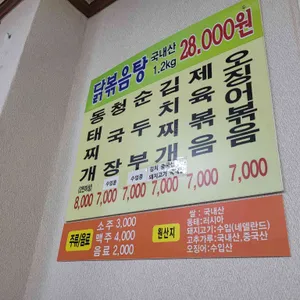 닭볶음탕 국내산 1.2kg 28,000원
동태찌개 8,000
청국장 7,000
순두부 7,000
김치찌개 7,000
제육볶음 7,000
오징어볶음 7,000
주류/음료
소주 3,000
맥주 4,000
음료 2,000
원산지
쌀 : 국내산
동태:러시아
돼지고기: 수입(네델란드)
고추가루: 국내산, 중국산
오징어: 수입산